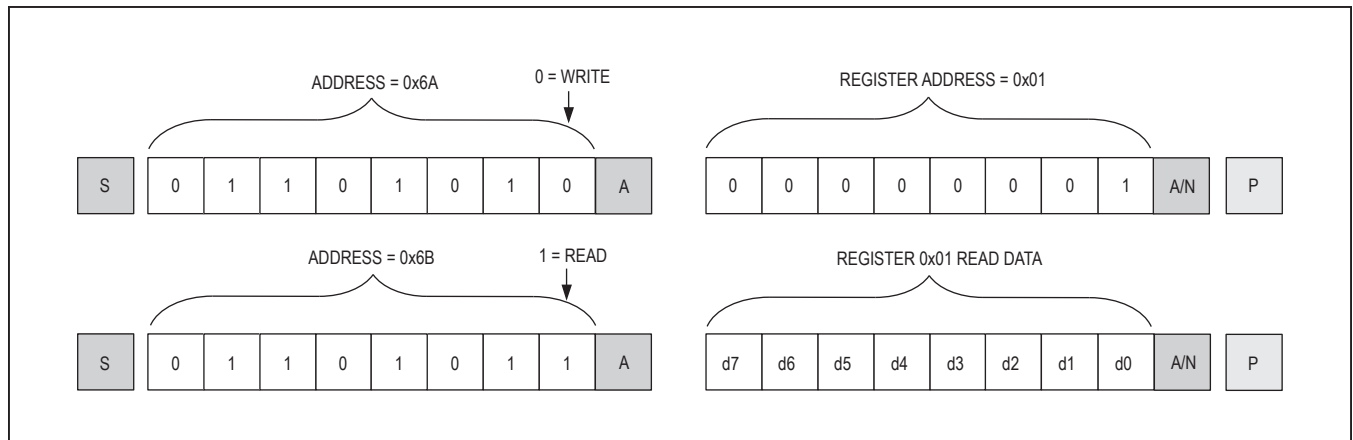 ADDRESS = 0x6A 0 = WRITE REGISTER ADDRESS = 0x01
S 0 1 1 0 1 0 1 0 A 0 0 0 0 0 0 0 1 A/N P
ADDRESS = 0x6B 1 = READ REGISTER 0x01 READ DATA
S 0 1 1 0 1 0 1 1 A d7 d6 d5 d4 d3 d2 d1 d0 A/N P